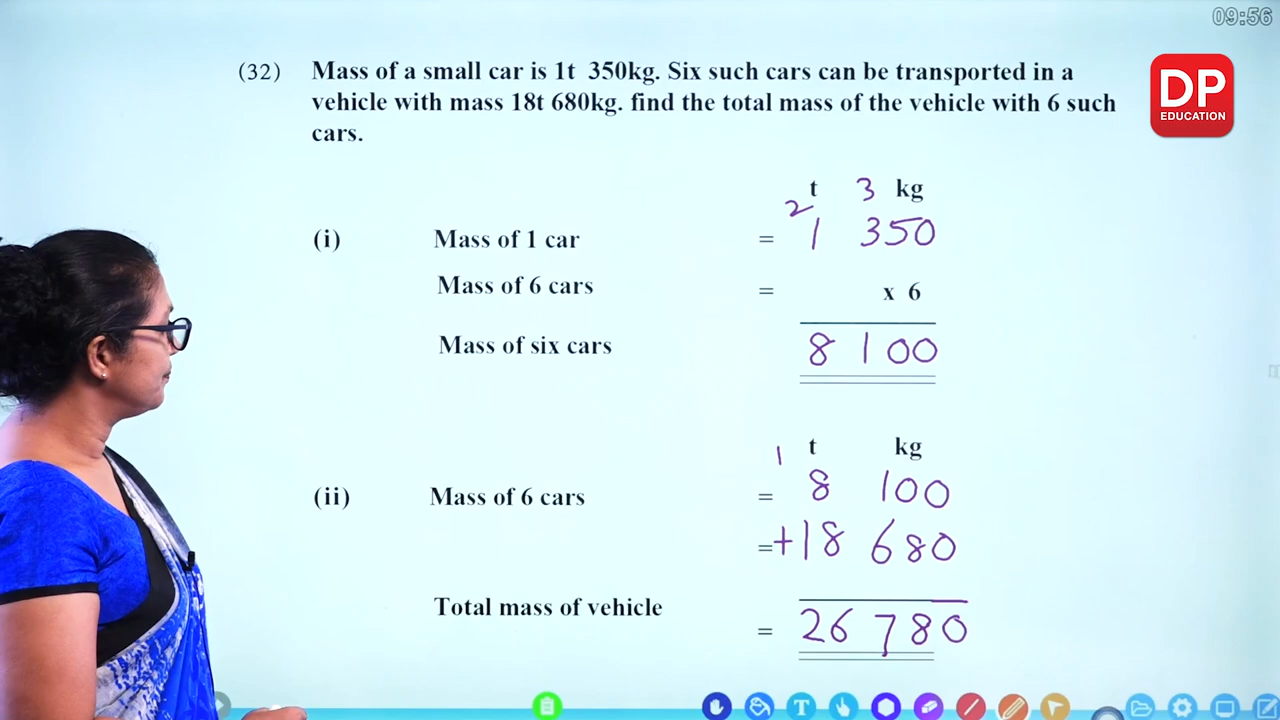 09:56
(32) Mass of a small car is 1t 350kg. Six such cars can be transported in a
vehicle with mass 18t 680kg. find the total mass of the vehicle with 6 such
cars.
DP
EDUCATION
t 3 kg
2
(i) Mass of 1 car = 1 350
Mass of 6 cars = x 6
Mass of six cars 8 100
1 t kg
(ii) Mass of 6 cars = 8 100
=+18 680
Total mass of vehicle = 26 780
T